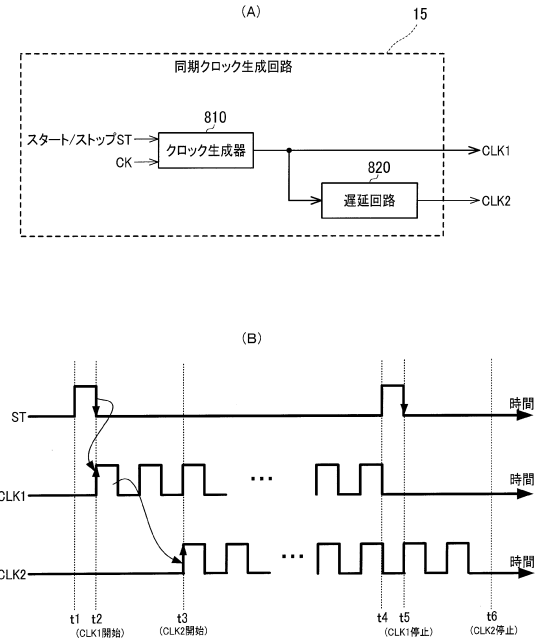 (A)
15
同期クロック生成回路
810
スタート/ストップST
クロック生成器
CLK1
CK
820
遅延回路
CLK2
(B)
時間
ST
時間
CLK1
時間
CLK2
t1 t2 t3 t4 t5 t6
(CLK1開始) (CLK2開始) (CLK1停止) (CLK2停止)